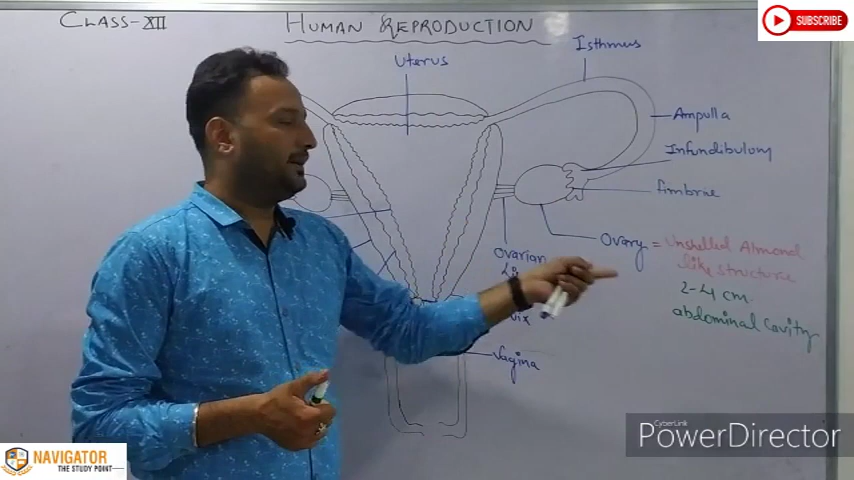 CLASS-XII
HUMAN REPRODUCTION
SUBSCRIBE
Isthmus
Uterus
Ampulla
Infundibulum
fimbriae
Ovary = Unshelled Almond
like structure
2-4 cm.
abdominal cavity
Ovarian
Vagina
CyberLink
PowerDirector
NAVIGATOR
THE STUDY POINT